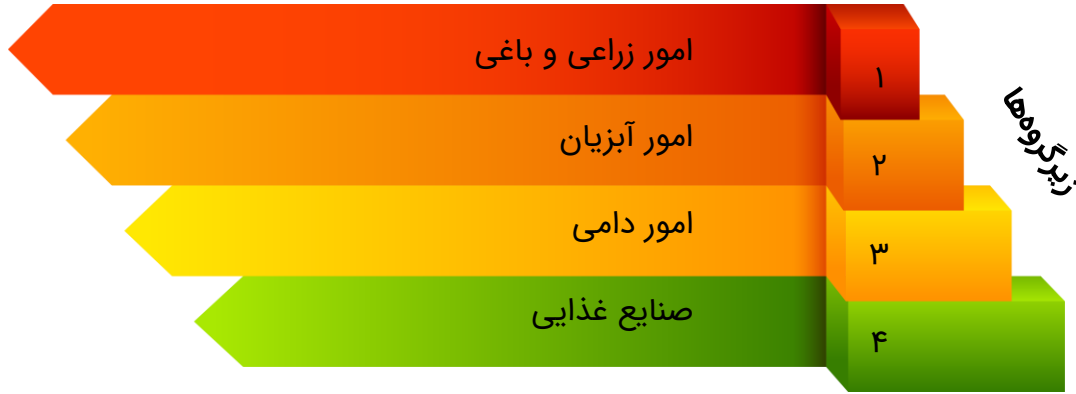 زیرگروه‌ها
۱ امور زراعی و باغی
۲ امور آبزیان
۳ امور دامی
۴ صنایع غذایی